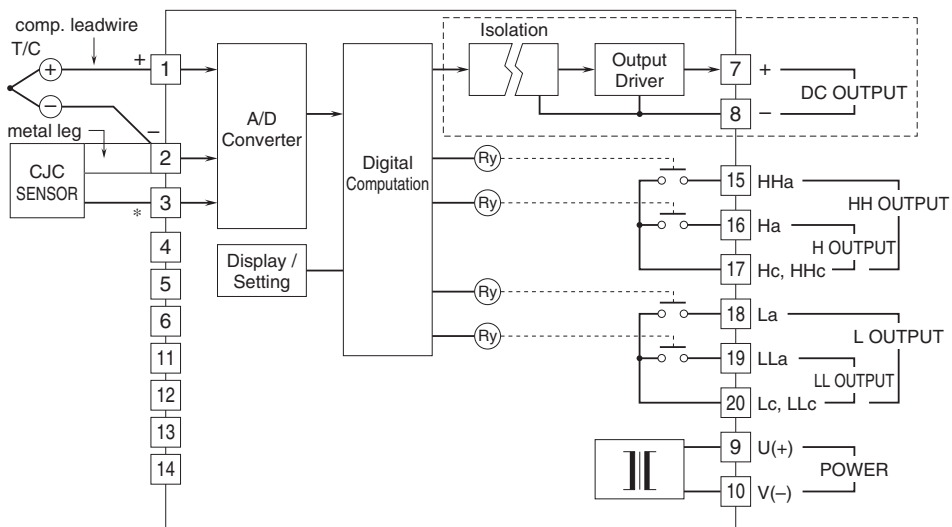 comp. leadwire
T/C
+
−
+
−
metal leg
CJC
SENSOR
*
1
2
3
4
5
6
11
12
13
14
A/D
Converter
Display /
Setting
Digital
Computation
Isolation
Output
Driver
7
+
8
−
DC OUTPUT
Ry
Ry
Ry
Ry
15
HHa
16
Ha
17
Hc, HHc
HH OUTPUT
H OUTPUT
18
La
19
LLa
20
Lc, LLc
L OUTPUT
LL OUTPUT
9
U(+)
10
V(−)
POWER